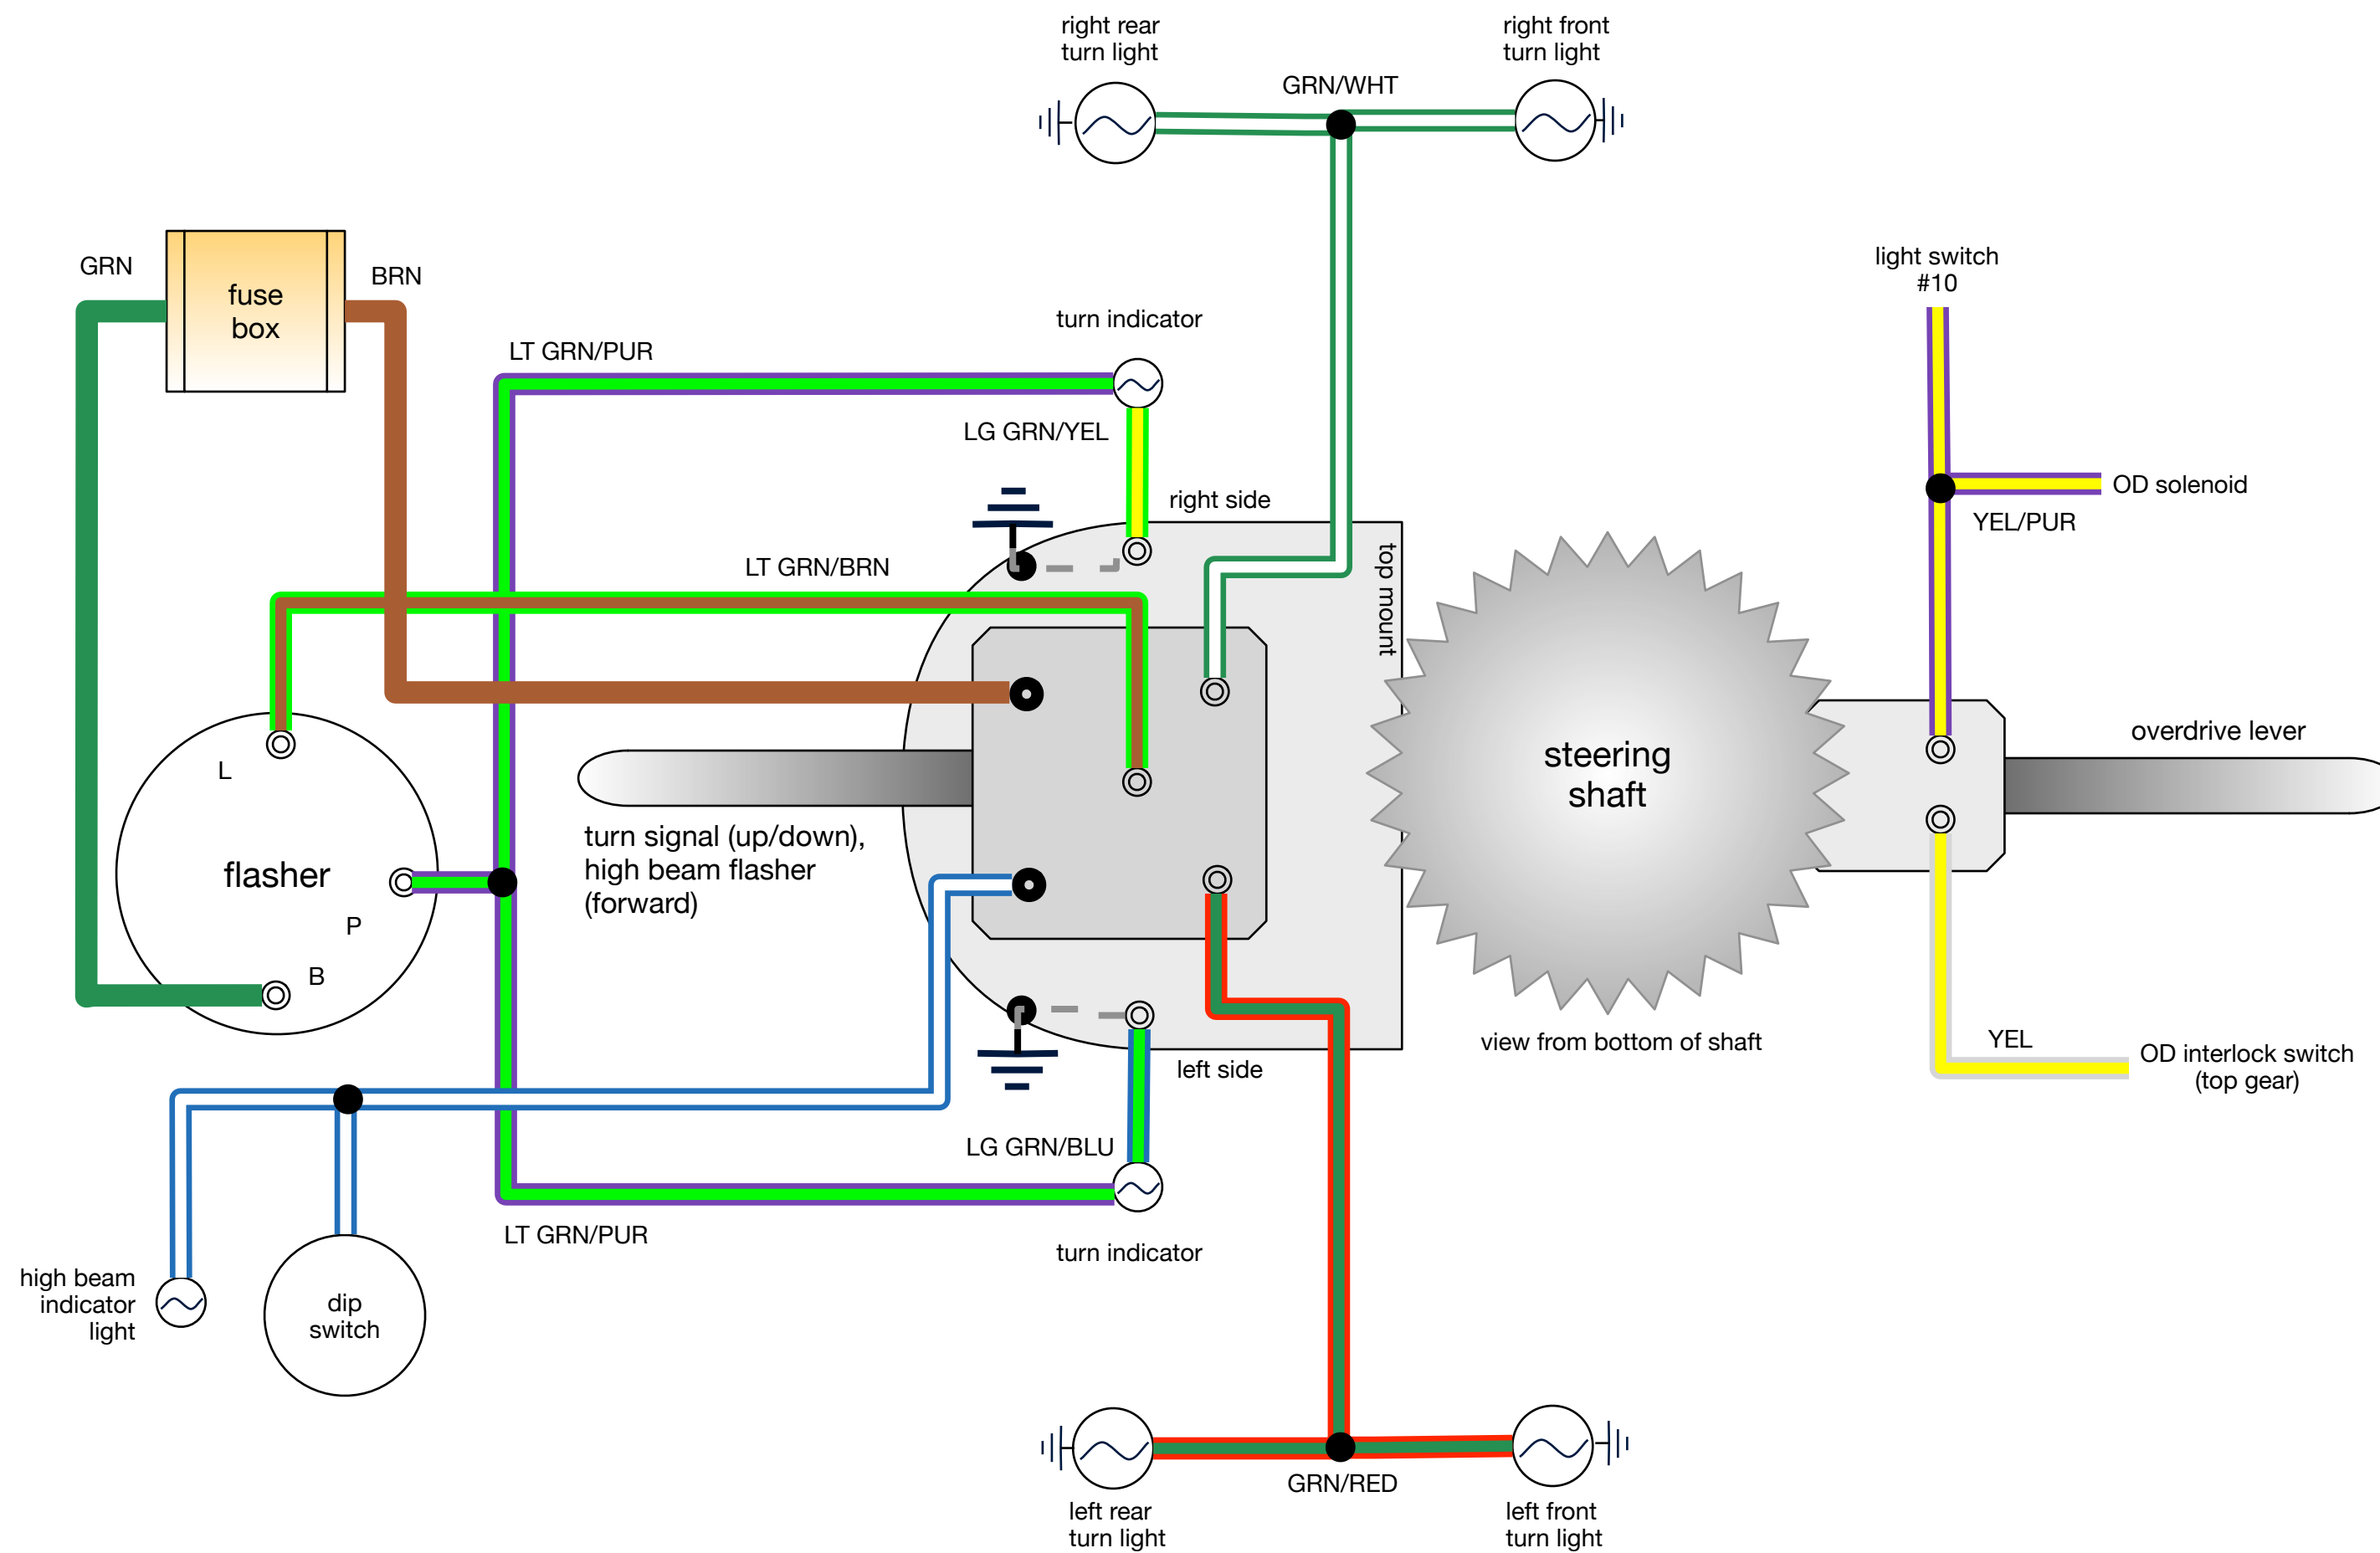 right rear
turn light
right front
turn light
GRN/WHT
GRN
fuse
box
BRN
light switch
#10
turn indicator
LT GRN/PUR
LG GRN/YEL
right side
OD solenoid
YEL/PUR
top mount
LT GRN/BRN
L
flasher
P
B
steering
shaft
overdrive lever
turn signal (up/down),
high beam flasher
(forward)
view from bottom of shaft
YEL
OD interlock switch
(top gear)
left side
LG GRN/BLU
LT GRN/PUR
turn indicator
high beam
indicator
light
dip
switch
GRN/RED
left rear
turn light
left front
turn light